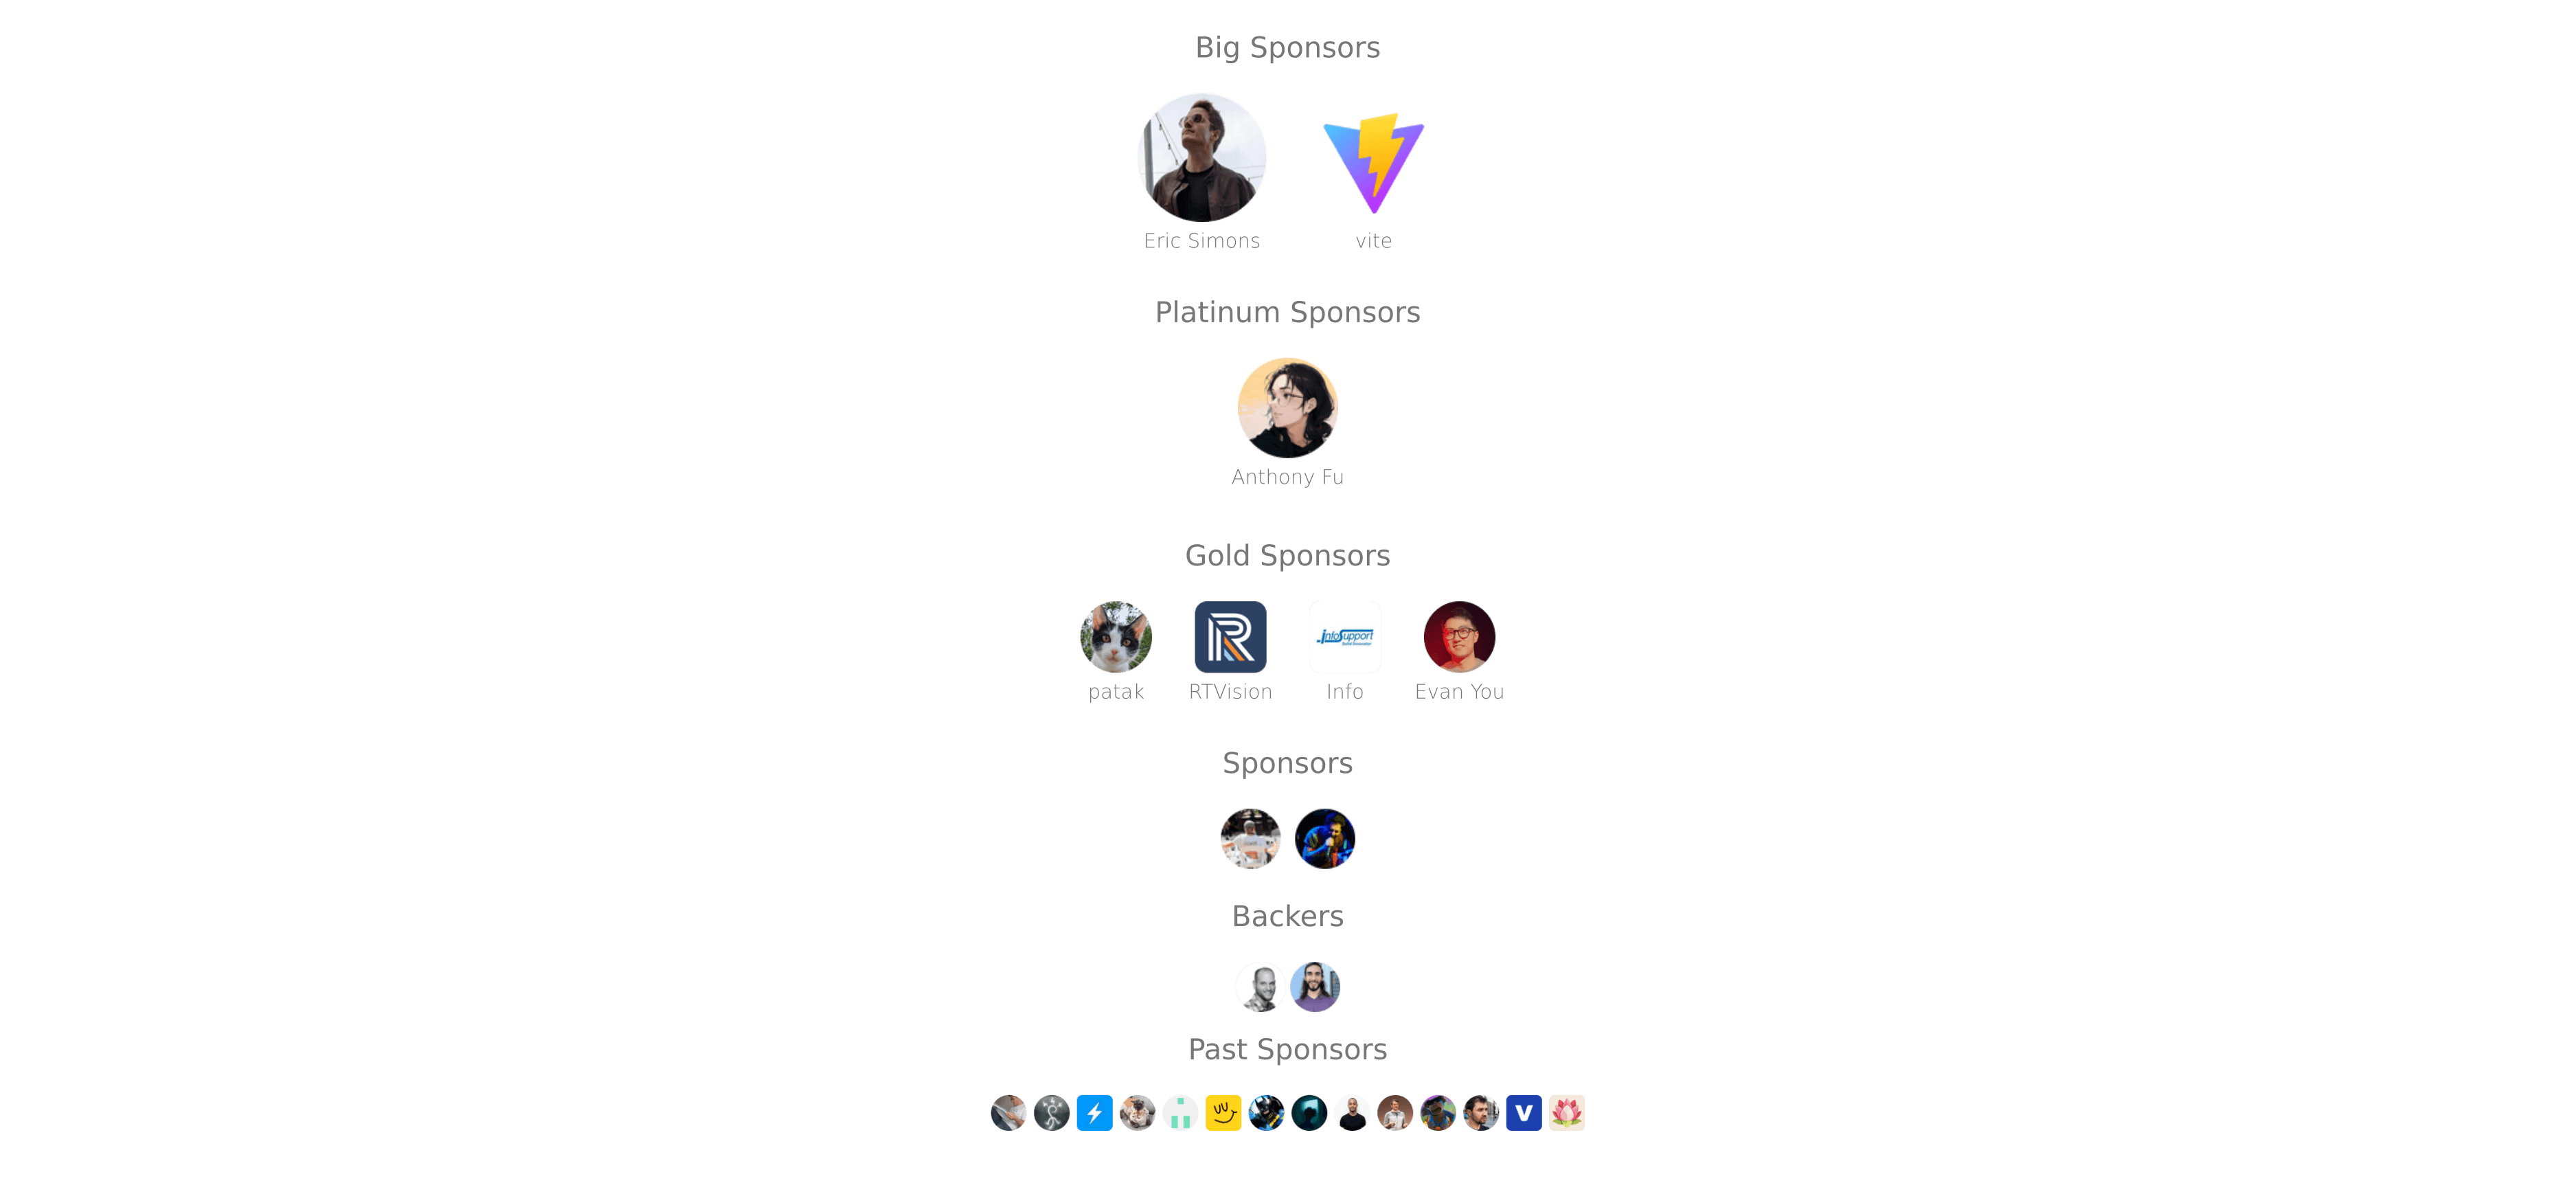 Big Sponsors
Eric Simons
vite
Platinum Sponsors
Anthony Fu
Gold Sponsors
InfoSupport
patak
RTVision
Info
Evan You
Sponsors
Backers
Past Sponsors
V